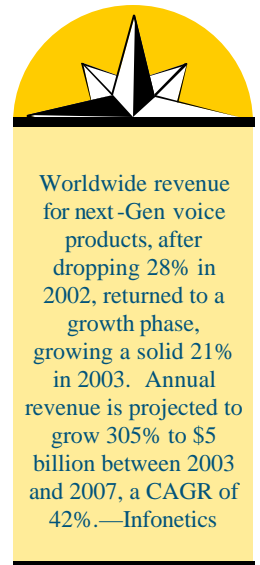 Worldwide revenue
for next-Gen voice
products, after
dropping 28% in
2002, returned to a
growth phase,
growing a solid 21%
in 2003.  Annual
revenue is projected to
grow 305% to $5
billion between 2003
and 2007, a CAGR of
42%.—Infonetics